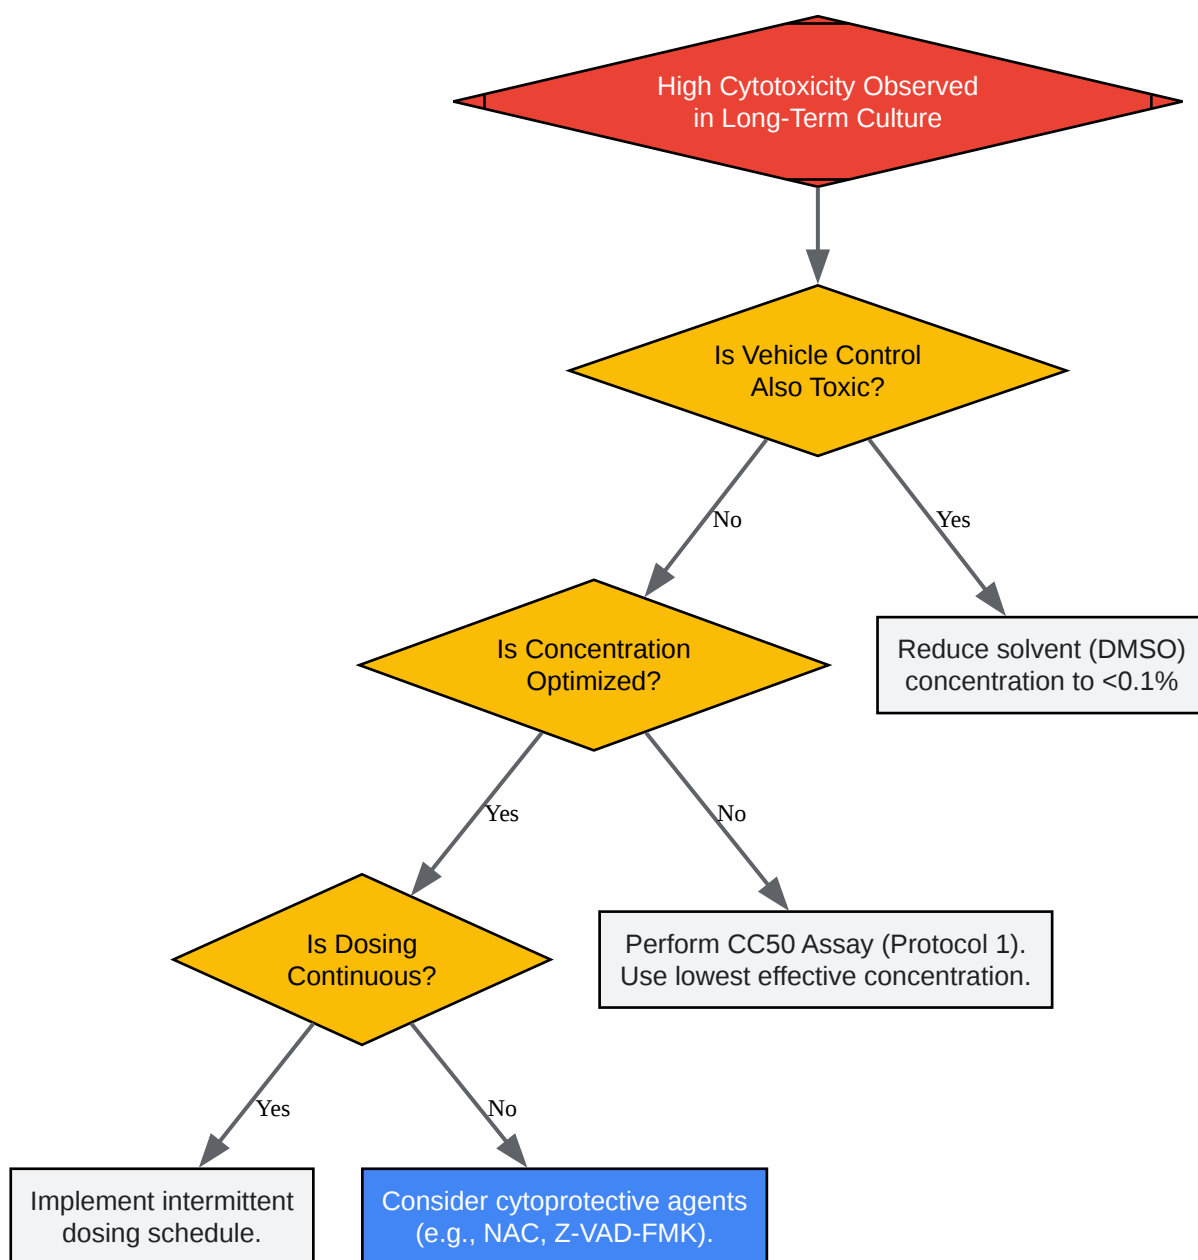 High Cytotoxicity Observed
in Long-Term Culture
Is Vehicle Control
Also Toxic?
No
Yes
Is Concentration
Optimized?
Reduce solvent (DMSO)
concentration to <0.1%
Yes
No
Is Dosing
Continuous?
Perform CC50 Assay (Protocol 1).
Use lowest effective concentration.
Yes
No
Implement intermittent
dosing schedule.
Consider cytoprotective agents
(e.g., NAC, Z-VAD-FMK).